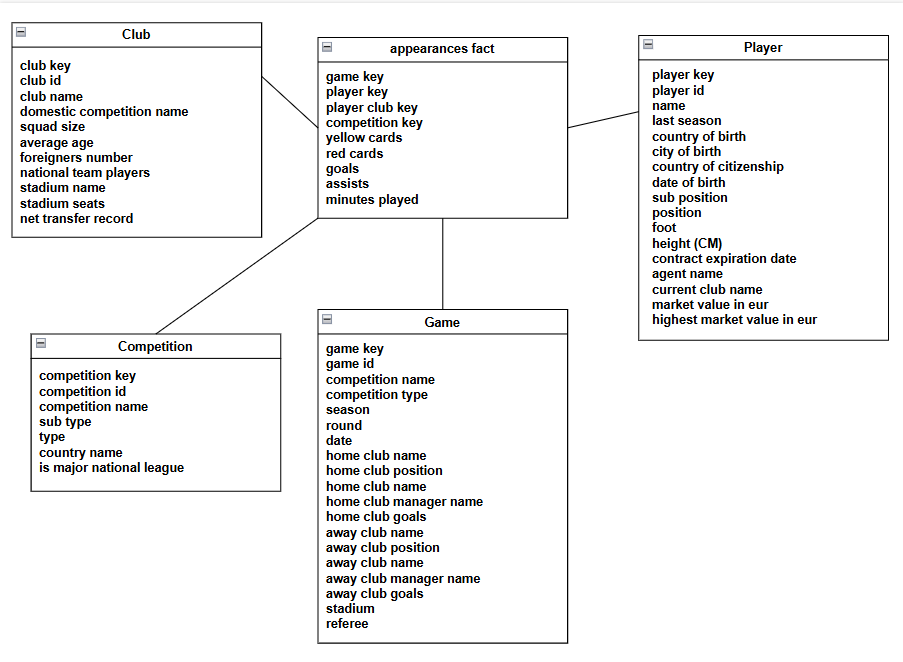 Club
club key
club id
club name
domestic competition name
squad size
average age
foreigners number
national team players
stadium name
stadium seats
net transfer record
appearances fact
game key
player key
player club key
competition key
yellow cards
red cards
goals
assists
minutes played
Player
player key
player id
name
last season
country of birth
city of birth
country of citizenship
date of birth
sub position
position
foot
height (CM)
contract expiration date
agent name
current club name
market value in eur
highest market value in eur
Competition
competition key
competition id
competition name
sub type
type
country name
is major national league
Game
game key
game id
competition name
competition type
season
round
date
home club name
home club position
home club name
home club manager name
home club goals
away club name
away club position
away club name
away club manager name
away club goals
stadium
referee